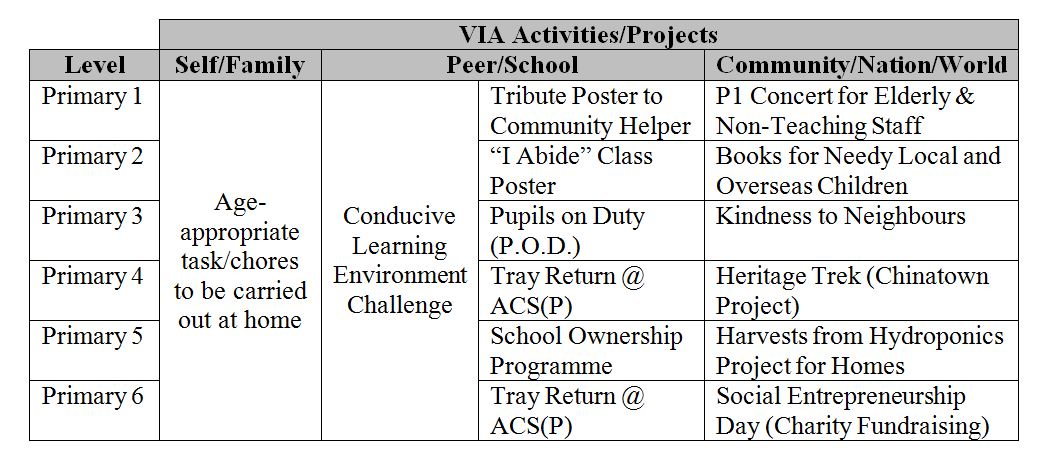 VIA Activities/Projects
Level Self/Family Peer/School Community/Nation/World
Primary 1
Age-
appropriate
task/chores
to be carried
out at home
Conducive
Learning
Environment
Challenge
Tribute Poster to
Community Helper
P1 Concert for Elderly &
Non-Teaching Staff
Primary 2
“I Abide” Class
Poster
Books for Needy Local and
Overseas Children
Primary 3
Pupils on Duty
(P.O.D.)
Kindness to Neighbours
Primary 4
Tray Return @
ACS(P)
Heritage Trek (Chinatown
Project)
Primary 5
School Ownership
Programme
Harvests from Hydroponics
Project for Homes
Primary 6
Tray Return @
ACS(P)
Social Entrepreneurship
Day (Charity Fundraising)